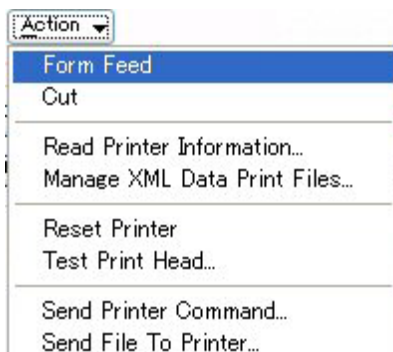 Action
Form Feed
Cut
Read Printer Information...
Manage XML Data Print Files...
Reset Printer
Test Print Head...
Send Printer Command...
Send File To Printer...